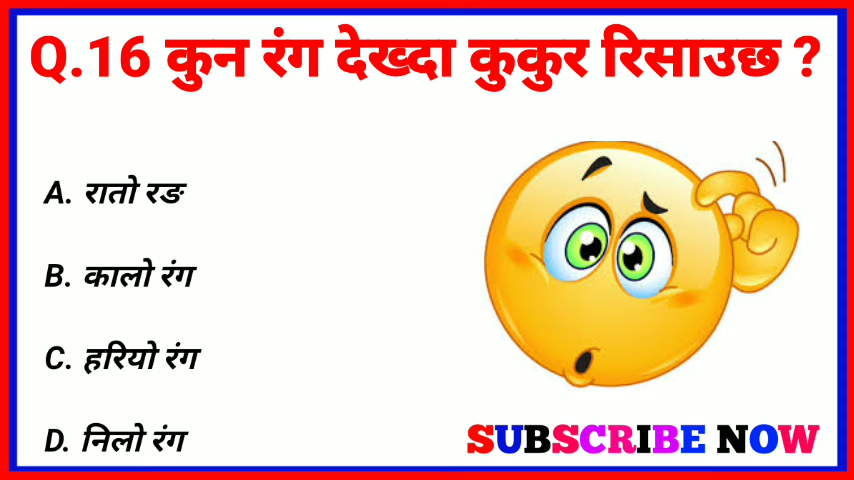 Q.16 कुन रंग देख्दा कुकुर रिसाउछ ?
A. रातो रङ
B. कालो रंग
C. हरियो रंग
D. निलो रंग
SUBSCRIBE NOW